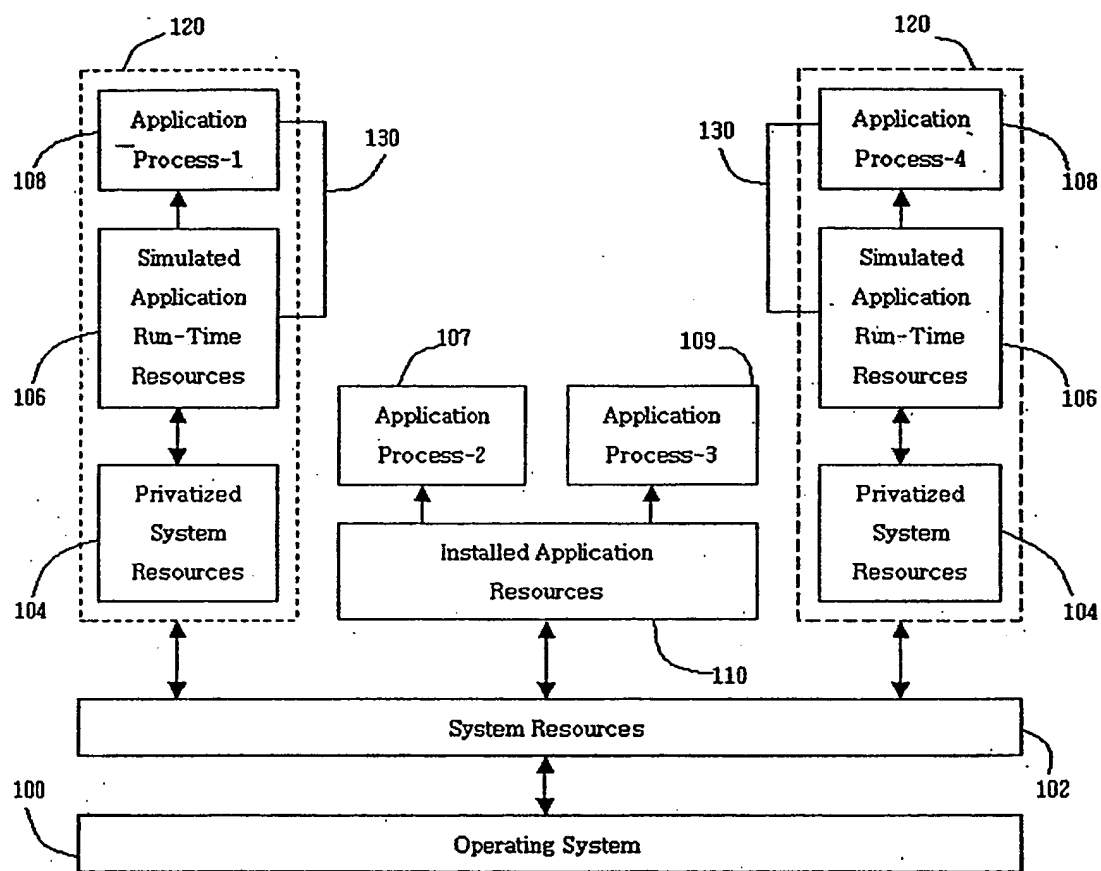 120
120
Application
Process-1
130
130
Application
Process-4
108
108
Simulated
Application
Run-Time
Resources
Simulated
Application
Run-Time
Resources
107
109
106
106
Application
Process-2
Application
Process-3
Privatized
System
Resources
Privatized
System
Resources
Installed Application
Resources
104
104
110
System Resources
102
100
Operating System